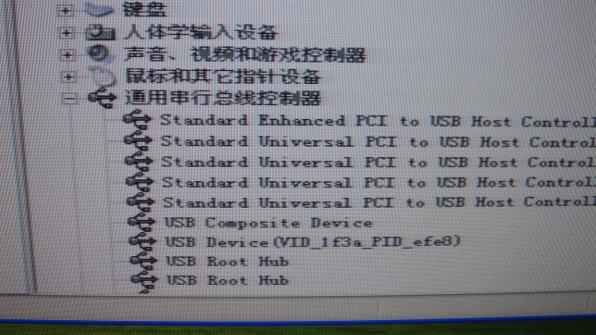 键盘
人体学输入设备
声音、视频和游戏控制器
鼠标和其它指针设备
通用串行总线控制器
Standard Enhanced PCI to USB Host Controll
Standard Universal PCI to USB Host Controll
Standard Universal PCI to USB Host Controll
Standard Universal PCI to USB Host Controll
Standard Universal PCI to USB Host Controll
USB Composite Device
USB Device(VID_1f3a_PID_efe8)
USB Root Hub
USB Root Hub